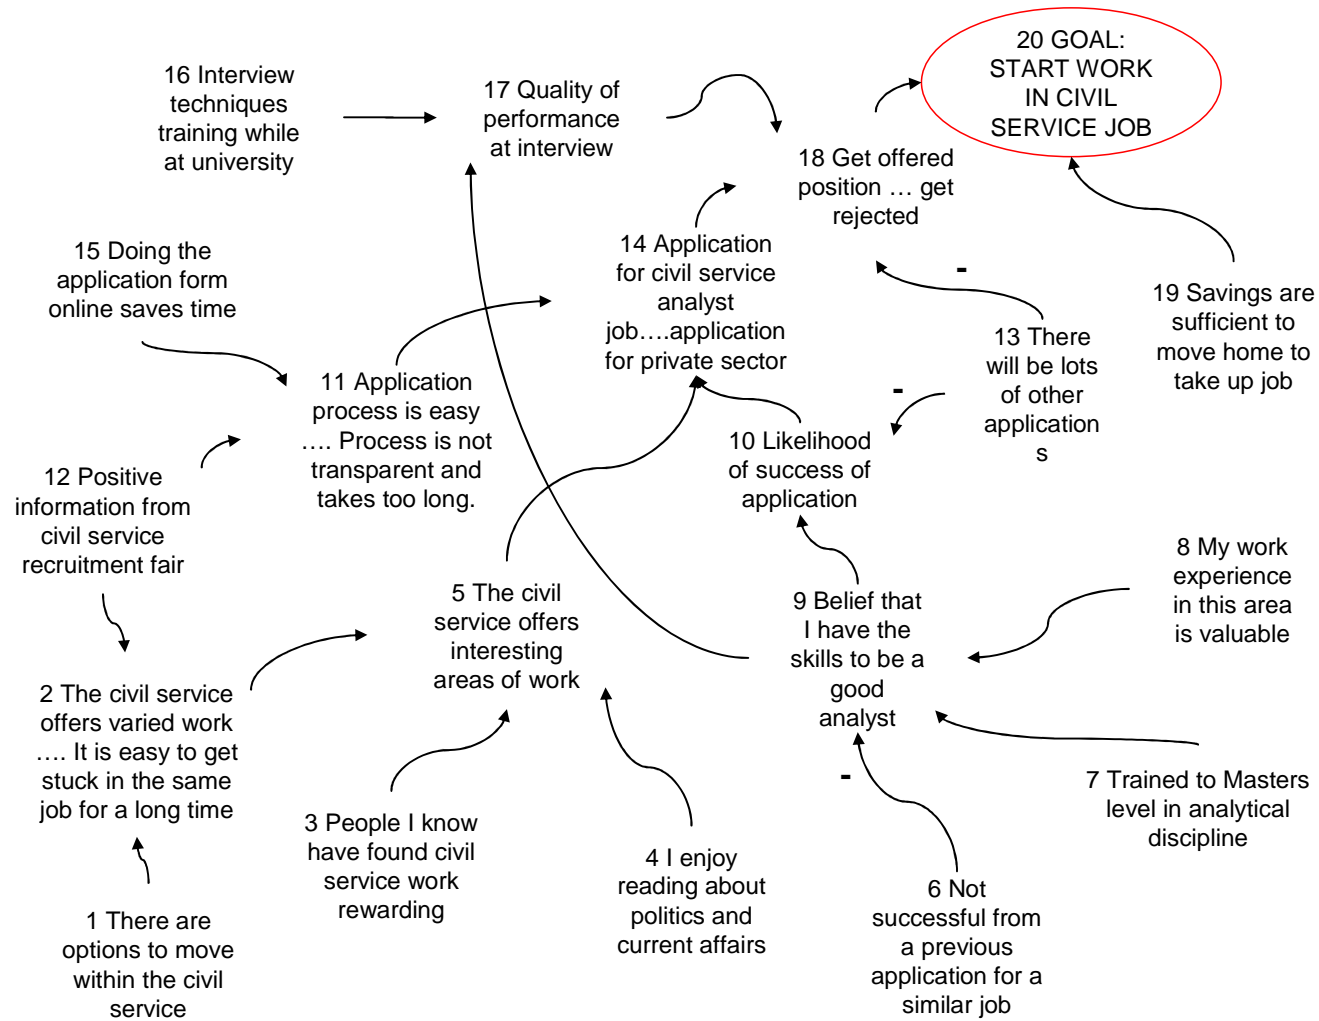 20 GOAL:
START WORK
IN CIVIL
SERVICE JOB
16 Interview
techniques
training while
at university
17 Quality of
performance
at interview
18 Get offered
position … get
rejected
15 Doing the
application form
online saves time
14 Application
for civil service
analyst
job….application
for private sector
-
19 Savings are
sufficient to
move home to
take up job
13 There
will be lots
of other
application
s
-
11 Application
process is easy
…. Process is not
transparent and
takes too long.
10 Likelihood
of success of
application
12 Positive
information from
civil service
recruitment fair
8 My work
experience
in this area
is valuable
5 The civil
service offers
interesting
areas of work
9 Belief that
I have the
skills to be a
good
analyst
2 The civil service
offers varied work
…. It is easy to get
stuck in the same
job for a long time
-
7 Trained to Masters
level in analytical
discipline
3 People I know
have found civil
service work
rewarding
4 I enjoy
reading about
politics and
current affairs
6 Not
successful from
a previous
application for a
similar job
1 There are
options to move
within the civil
service